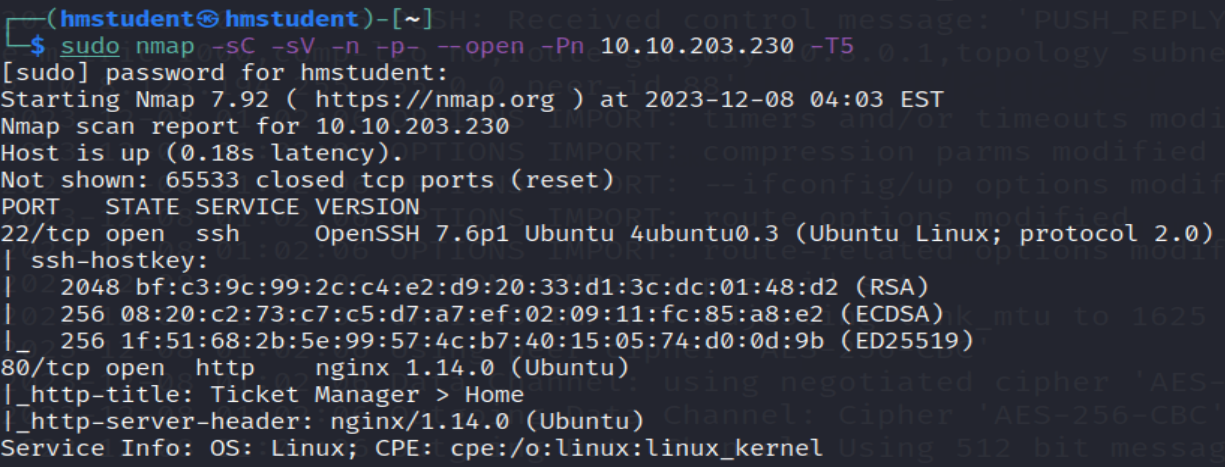 ┌──(hmstudent㉿hmstudent)-[~]
└─$ sudo nmap -sC -sV -n -p- --open -Pn 10.10.203.230 -T5
[sudo] password for hmstudent:
Starting Nmap 7.92 ( https://nmap.org ) at 2023-12-08 04:03 EST
Nmap scan report for 10.10.203.230
Host is up (0.18s latency).
Not shown: 65533 closed tcp ports (reset)
PORT   STATE SERVICE VERSION
22/tcp open  ssh     OpenSSH 7.6p1 Ubuntu 4ubuntu0.3 (Ubuntu Linux; protocol 2.0)
| ssh-hostkey:
|   2048 bf:c3:9c:99:2c:c4:e2:d9:20:33:d1:3c:dc:01:48:d2 (RSA)
|   256 08:20:c2:73:c7:c5:d7:a7:ef:02:09:11:fc:85:a8:e2 (ECDSA)
|_  256 1f:51:68:2b:5e:99:57:4c:b7:40:15:05:74:d0:0d:9b (ED25519)
80/tcp open  http    nginx 1.14.0 (Ubuntu)
|_http-title: Ticket Manager > Home
|_http-server-header: nginx/1.14.0 (Ubuntu)
Service Info: OS: Linux; CPE: cpe:/o:linux:linux_kernel